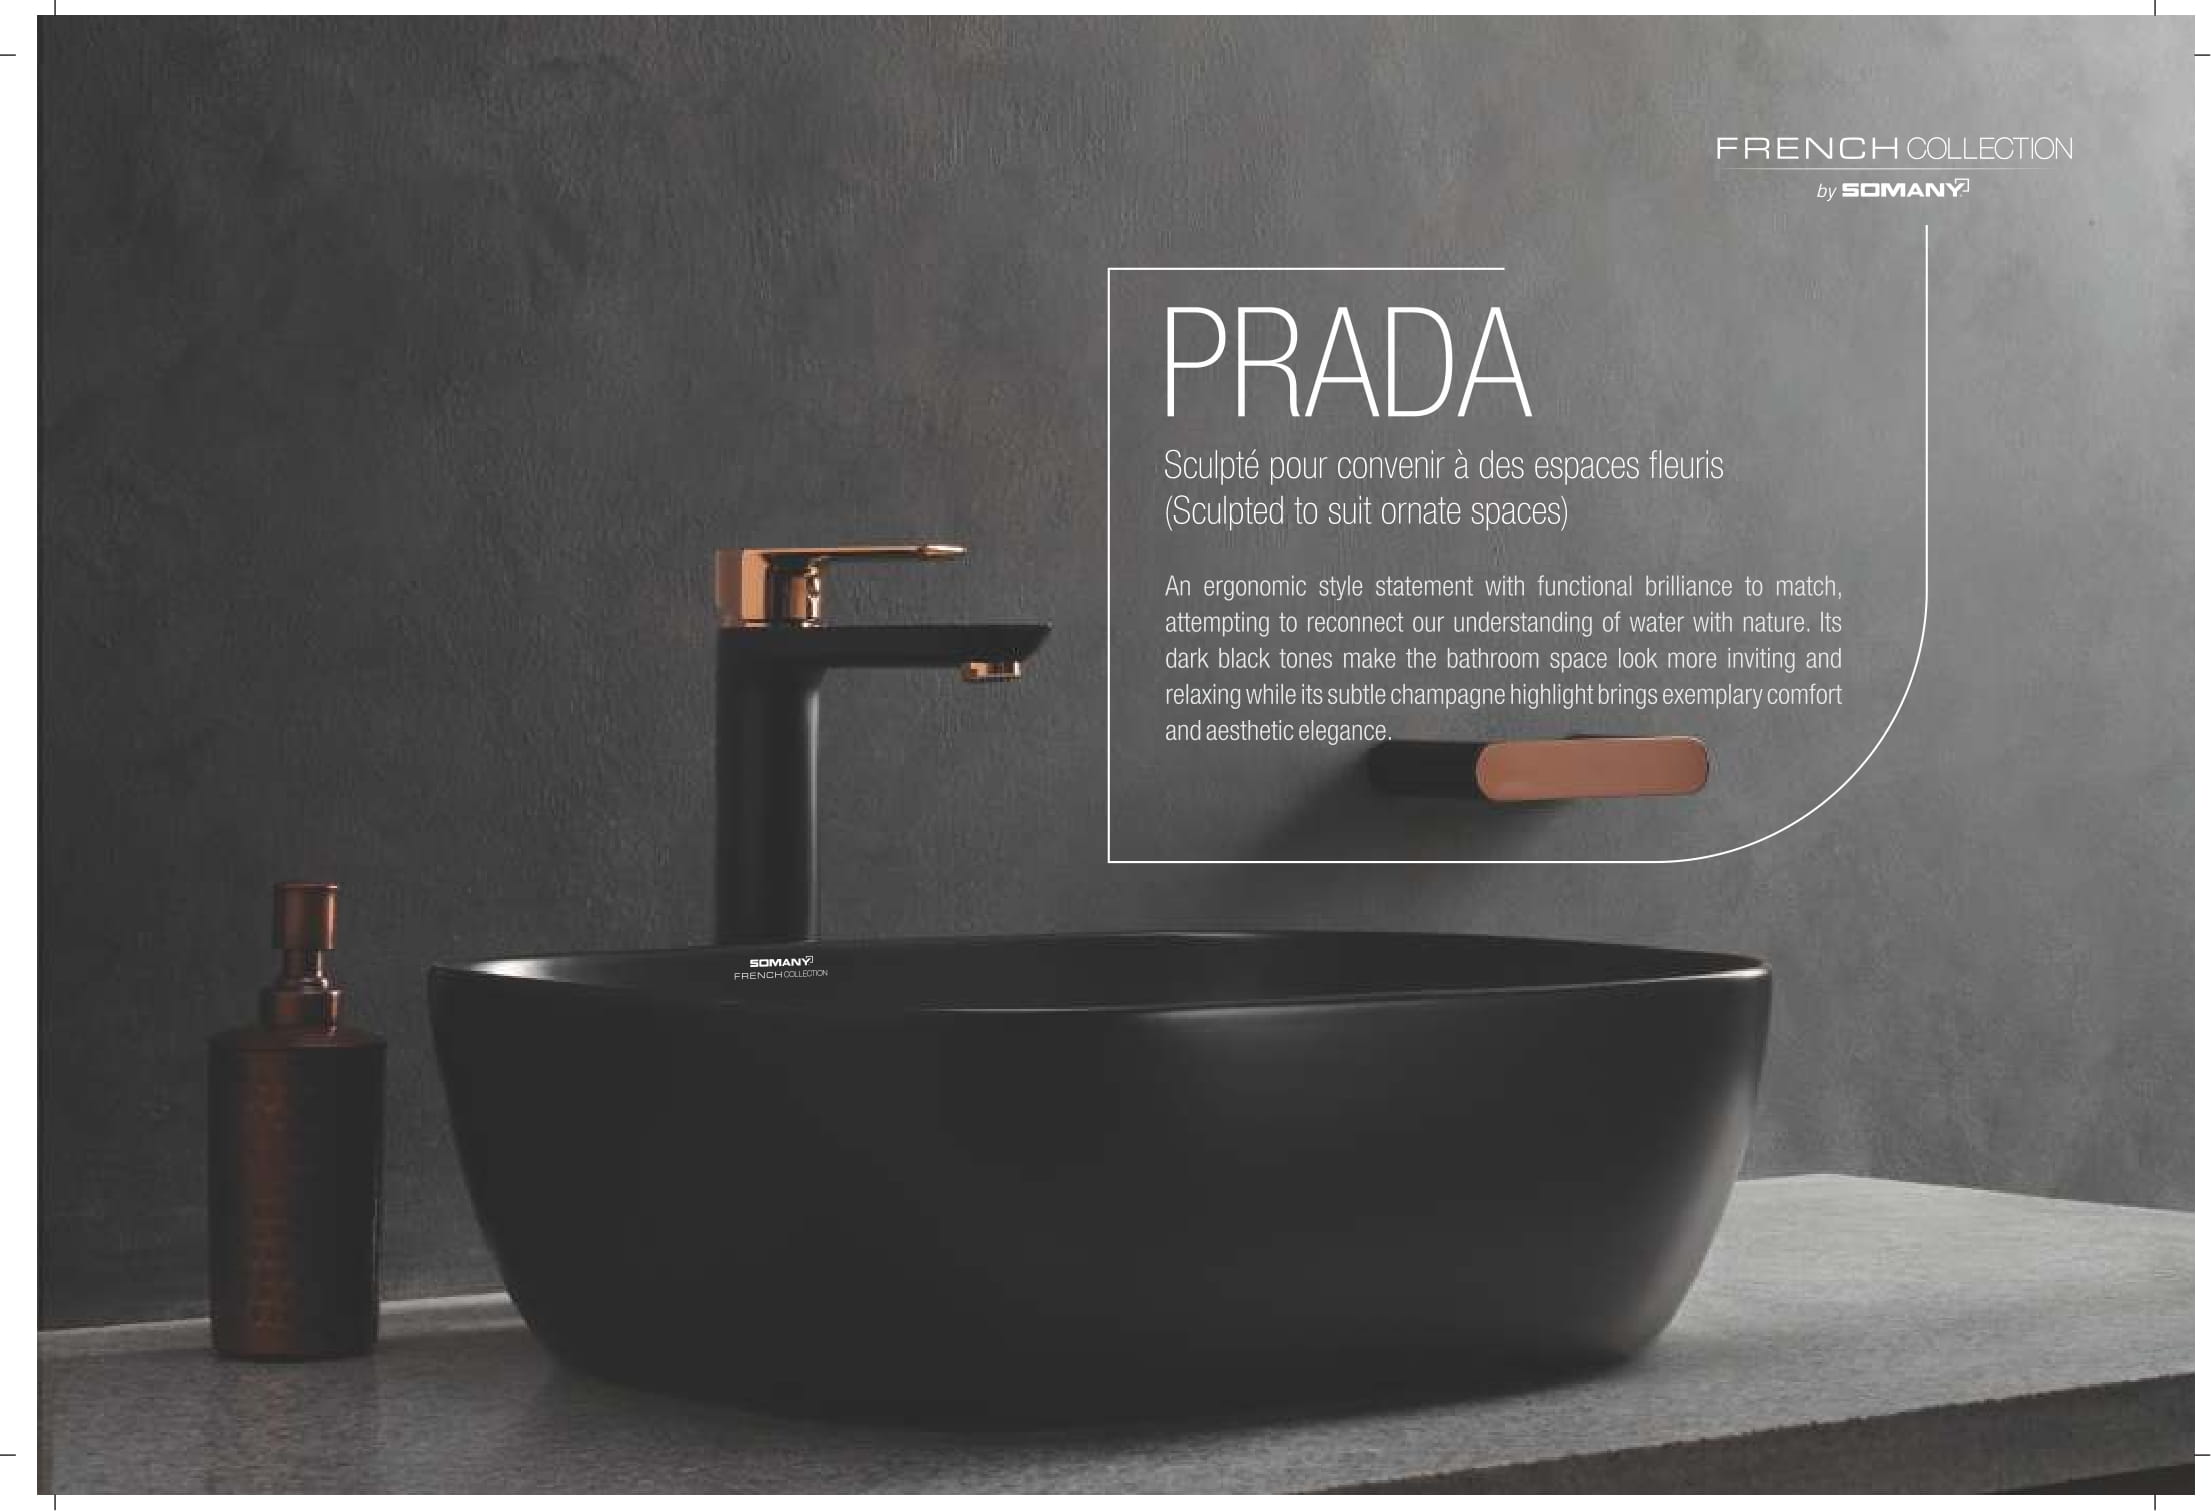 FRENCH COLLECTION
by SOMANY
PRADA
Sculpté pour convenir à des espaces fleuris
(Sculpted to suit ornate spaces)
An ergonomic style statement with functional brilliance to match,
attempting to reconnect our understanding of water with nature. Its
dark black tones make the bathroom space look more inviting and
relaxing while its subtle champagne highlight brings exemplary comfort
and aesthetic elegance.
SOMANY
FRENCH COLLECTION